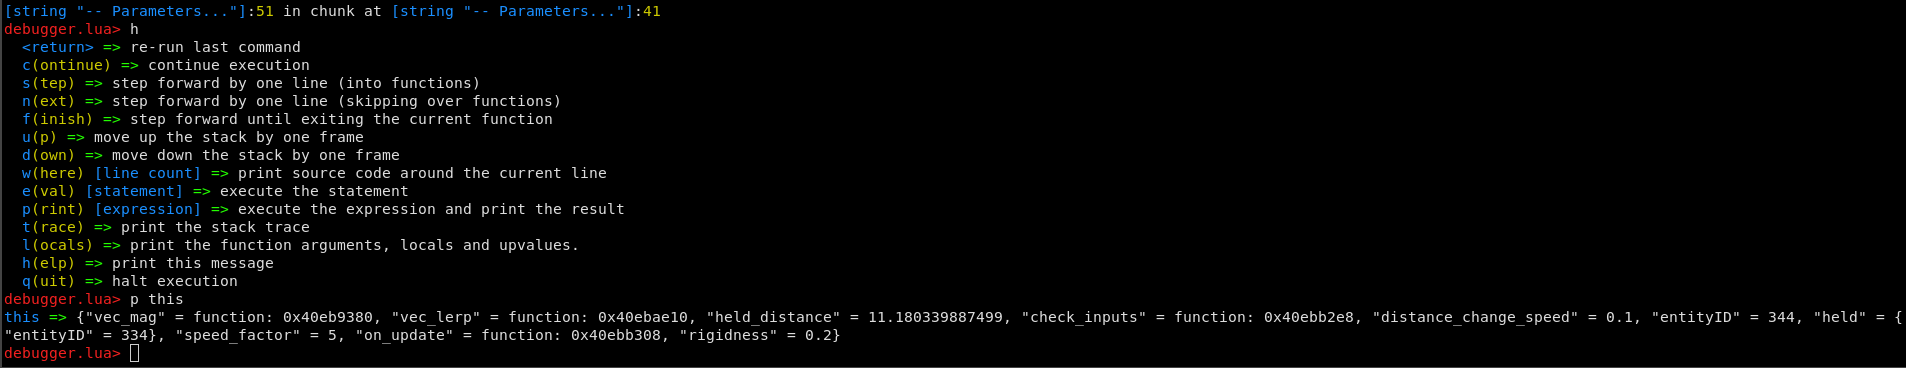 [string "-- Parameters..."]:51 in chunk at [string "-- Parameters..."]:41
debugger.lua> h
  <return> => re-run last command
  c(ontinue) => continue execution
  s(tep) => step forward by one line (into functions)
  n(ext) => step forward by one line (skipping over functions)
  f(inish) => step forward until exiting the current function
  u(p) => move up the stack by one frame
  d(own) => move down the stack by one frame
  w(here) [line count] => print source code around the current line
  e(val) [statement] => execute the statement
  p(rint) [expression] => execute the expression and print the result
  t(race) => print the stack trace
  l(ocals) => print the function arguments, locals and upvalues.
  h(elp) => print this message
  q(uit) => halt execution
debugger.lua> p this
this => {"vec_mag" = function: 0x40eb9380, "vec_lerp" = function: 0x40ebae10, "held_distance" = 11.180339887499, "check_inputs" = function: 0x40ebb2e8, "distance_change_speed" = 0.1, "entityID" = 344, "held" = {
"entityID" = 334}, "speed_factor" = 5, "on_update" = function: 0x40ebb308, "rigidness" = 0.2}
debugger.lua>